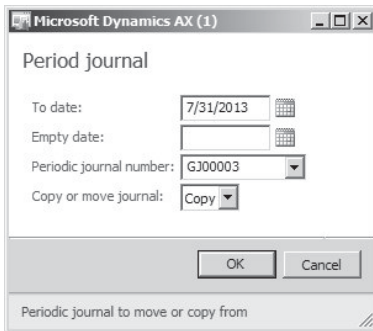 Microsoft Dynamics AX (1)
Period journal
To date: 7/31/2013
Empty date:
Periodic journal number: GJ00003
Copy or move journal: Copy
OK Cancel
Periodic journal to move or copy from